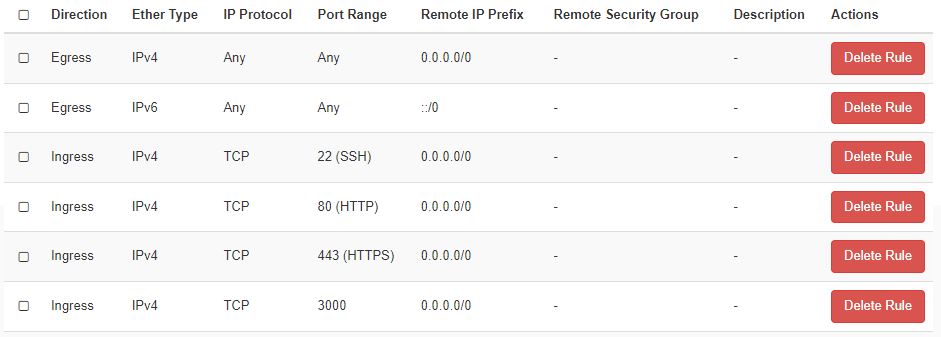 Direction Ether Type IP Protocol Port Range Remote IP Prefix Remote Security Group Description Actions
Egress IPv4 Any Any 0.0.0.0/0 - - Delete Rule
Egress IPv6 Any Any ::/0 - - Delete Rule
Ingress IPv4 TCP 22 (SSH) 0.0.0.0/0 - - Delete Rule
Ingress IPv4 TCP 80 (HTTP) 0.0.0.0/0 - - Delete Rule
Ingress IPv4 TCP 443 (HTTPS) 0.0.0.0/0 - - Delete Rule
Ingress IPv4 TCP 3000 0.0.0.0/0 - - Delete Rule